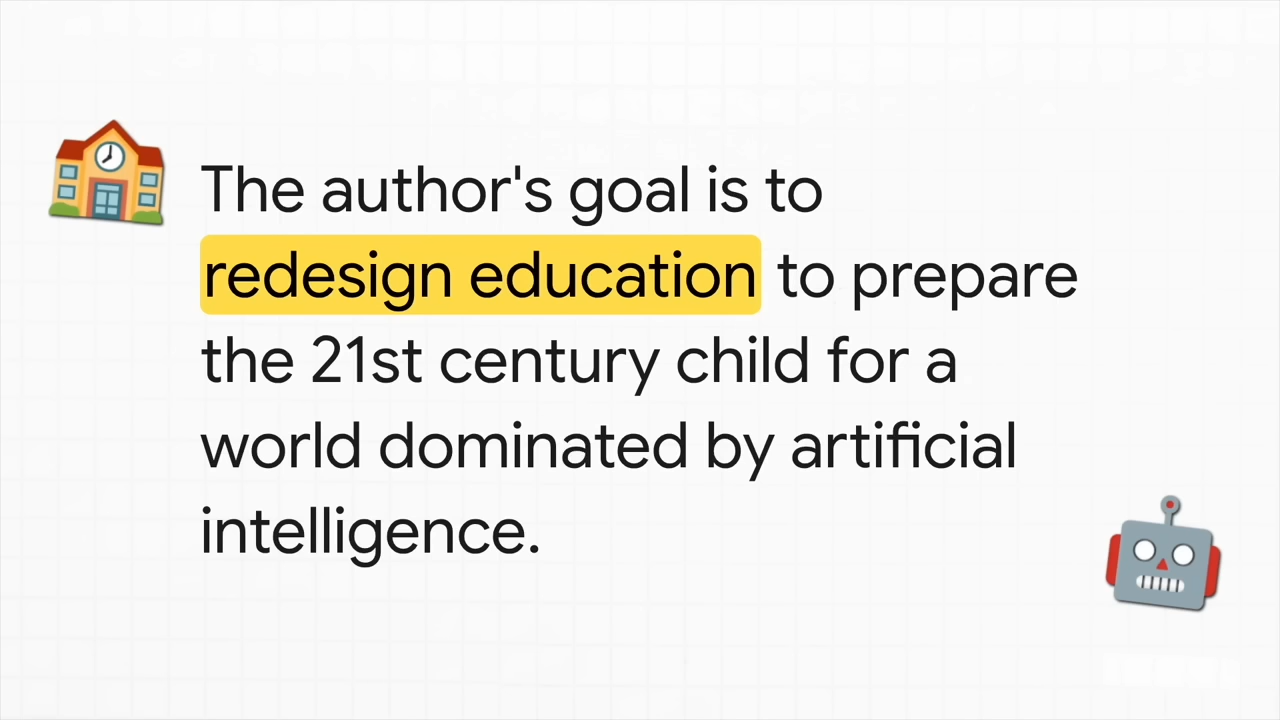 The author's goal is to
redesign education to prepare
the 21st century child for a
world dominated by artificial
intelligence.